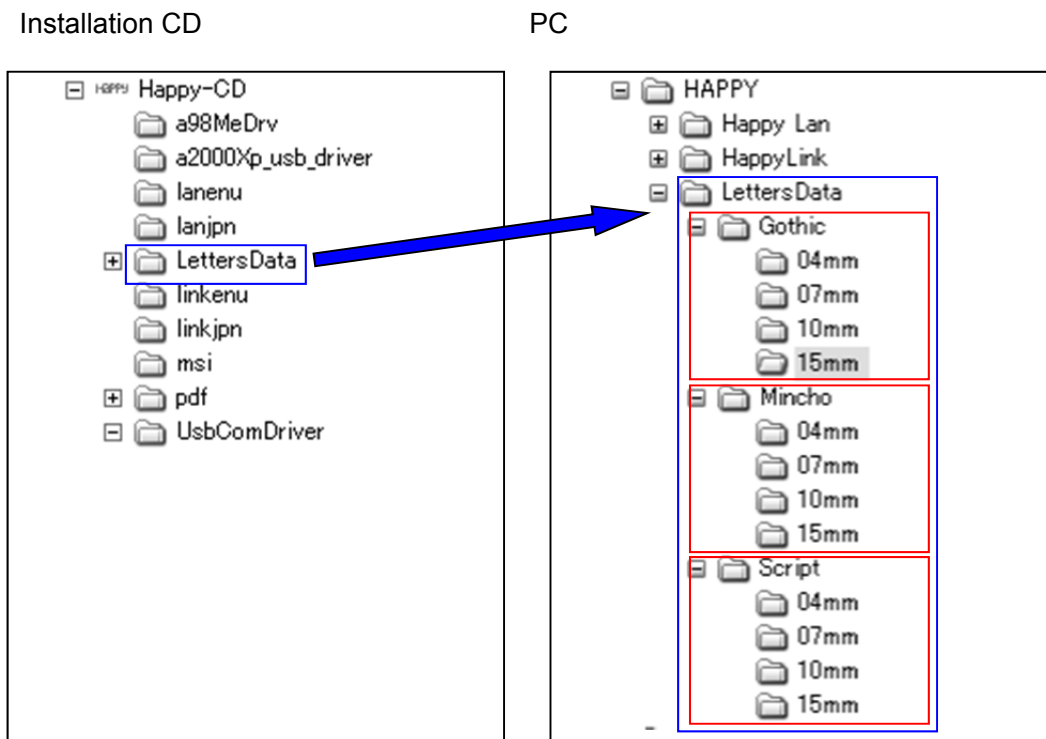 Installation CD
PC
HAPPY Happy-CD
a98MeDrv
a2000Xp_usb_driver
lanenu
lanjpn
LettersData
linkenu
linkjpn
msi
pdf
UsbComDriver
HAPPY
Happy Lan
HappyLink
LettersData
Gothic
04mm
07mm
10mm
15mm
Mincho
04mm
07mm
10mm
15mm
Script
04mm
07mm
10mm
15mm